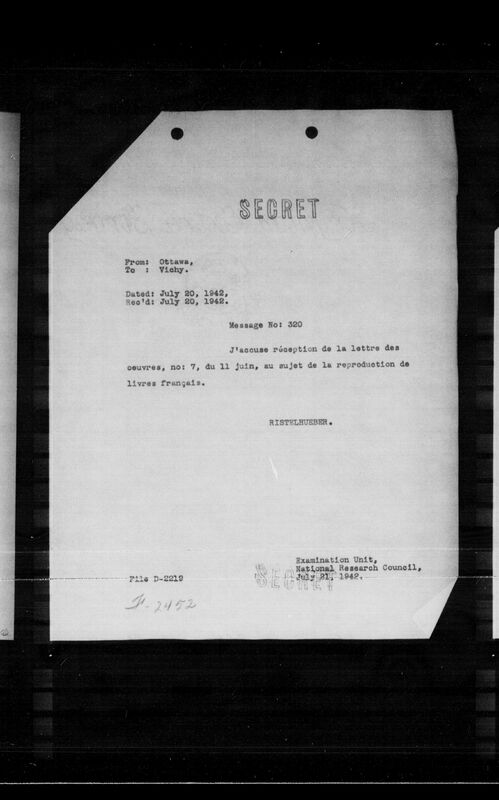 SECRET
From: Ottawa,
To : Vichy.
Dated: July 20, 1942,
Rec'd: July 20, 1942.
Message No: 320
J'accuse réception de la lettre des
oeuvres, no: 7, du 11 juin, au sujet de la reproduction de
livres français.
RISTELHUEBER.
Examination Unit,
National Research Council,
July 21, 1942.
SECRET
File D-2219
F-2452